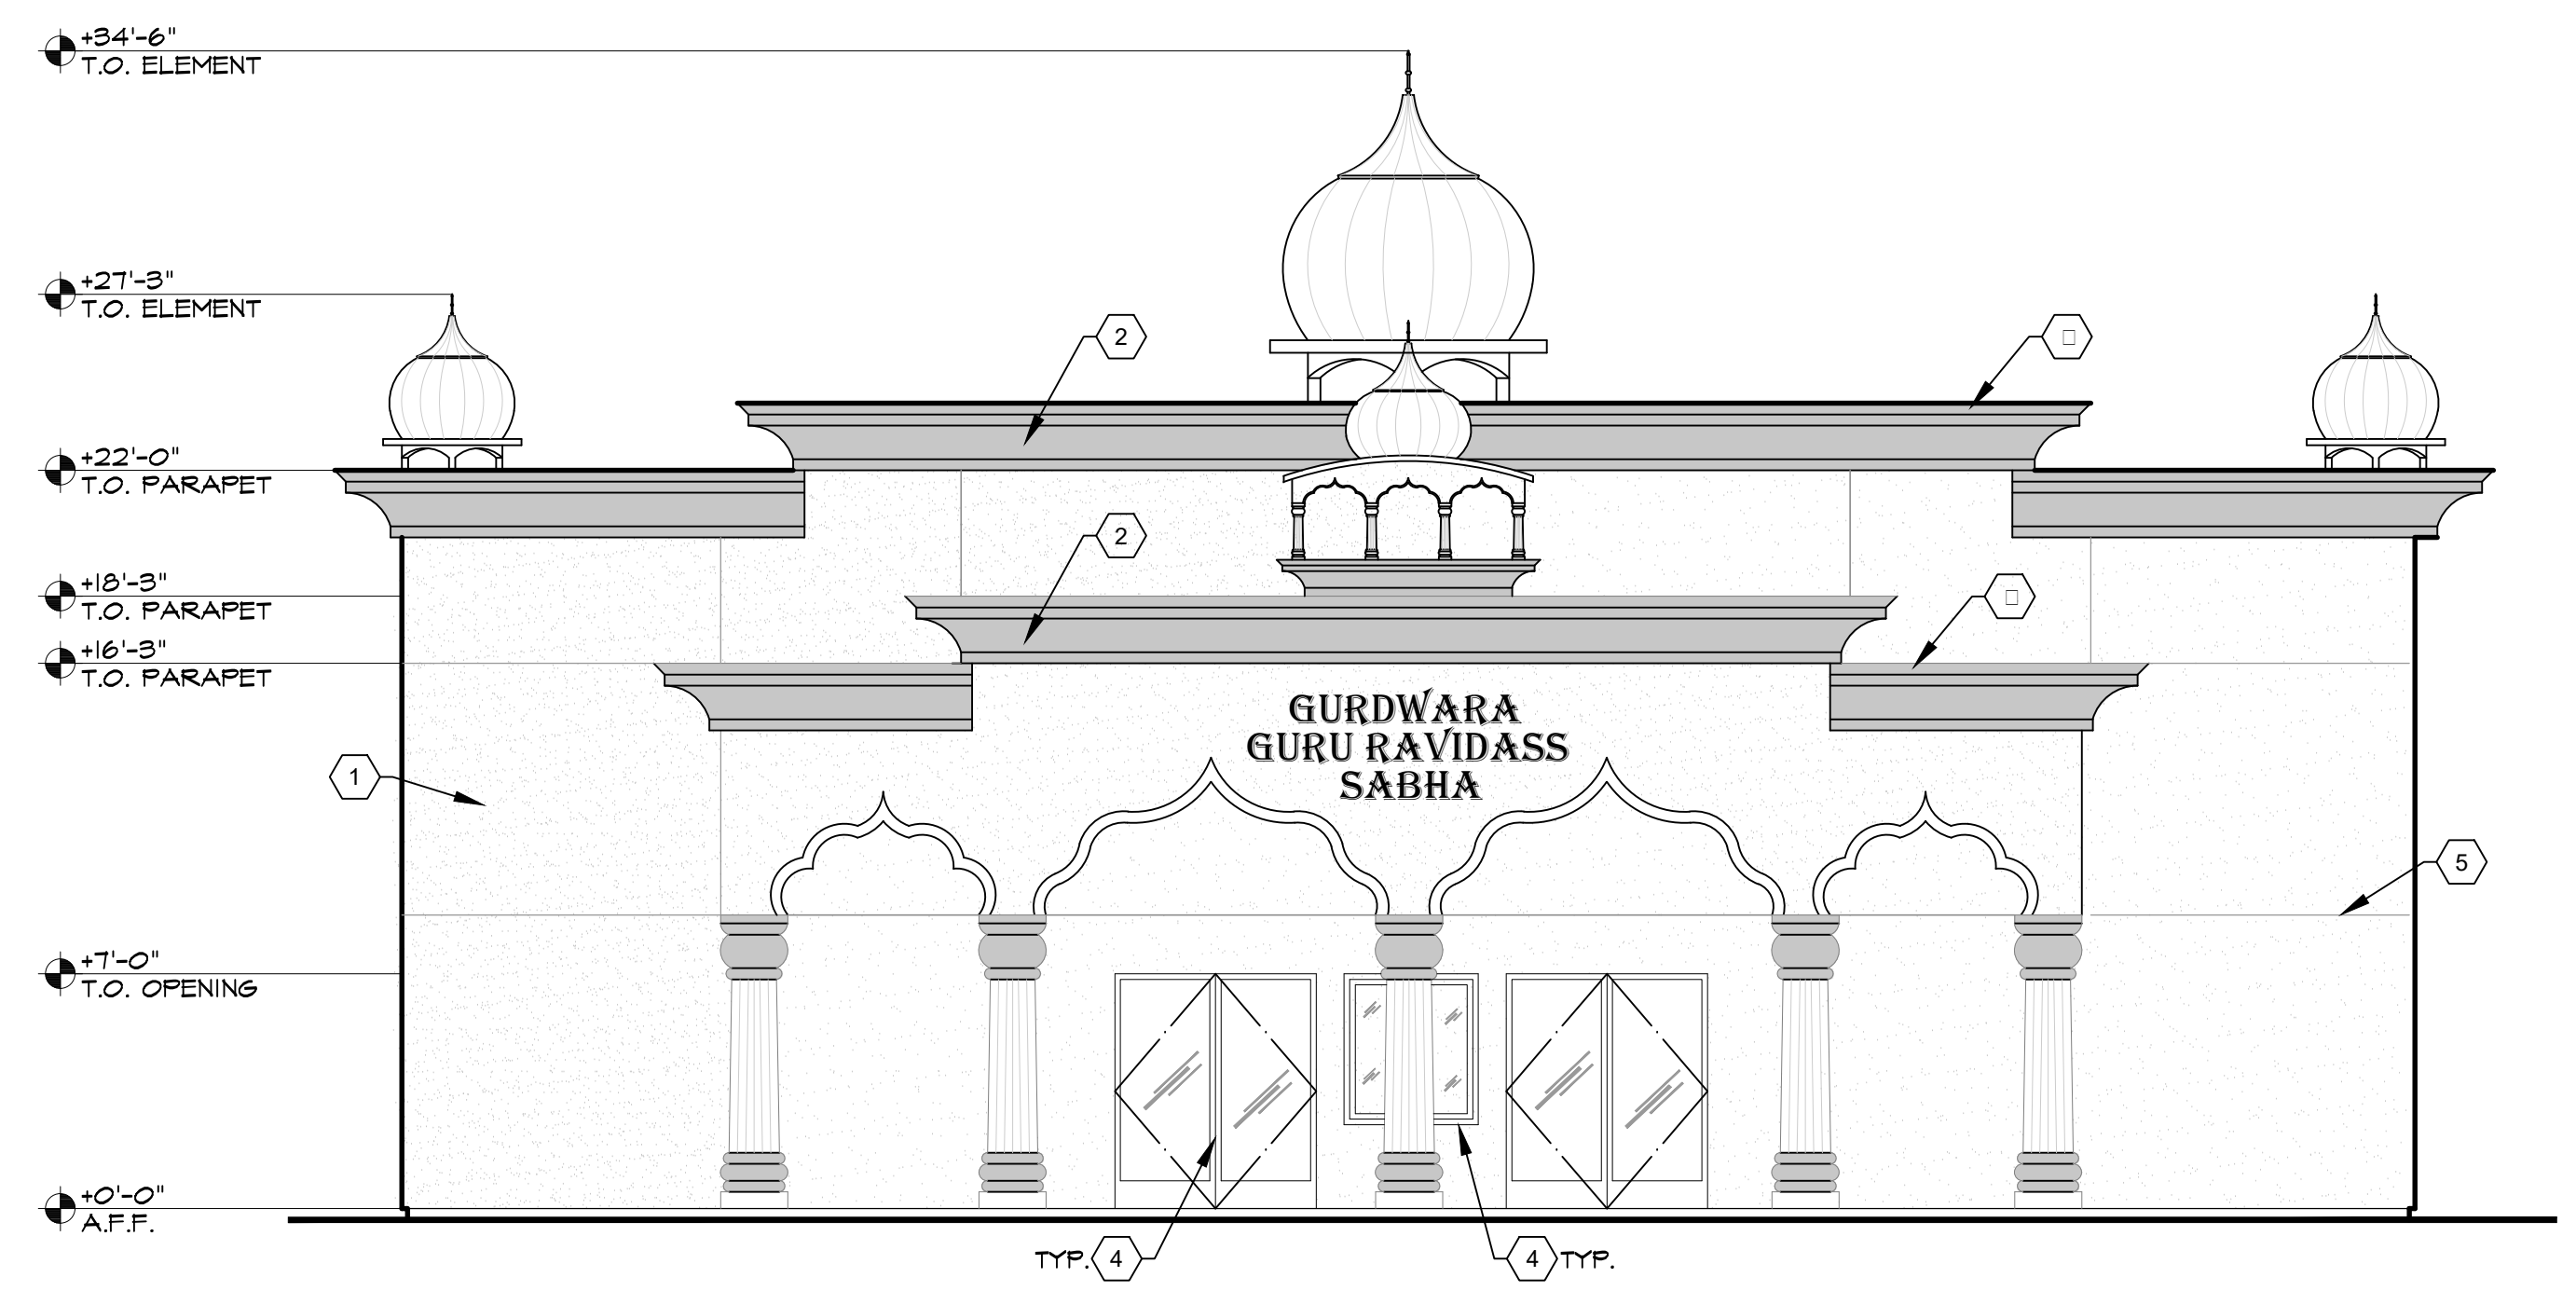 +34'-6"
T.O. ELEMENT
+27'-3"
T.O. ELEMENT
2
+22'-0"
T.O. PARAPET
2
+18'-3"
T.O. PARAPET
+16'-3"
T.O. PARAPET
GURDWARA
GURU RAVIDASS
SABHA
1
5
+7'-0"
T.O. OPENING
+0'-0"
A.F.F.
TYP. 4
4 TYP.